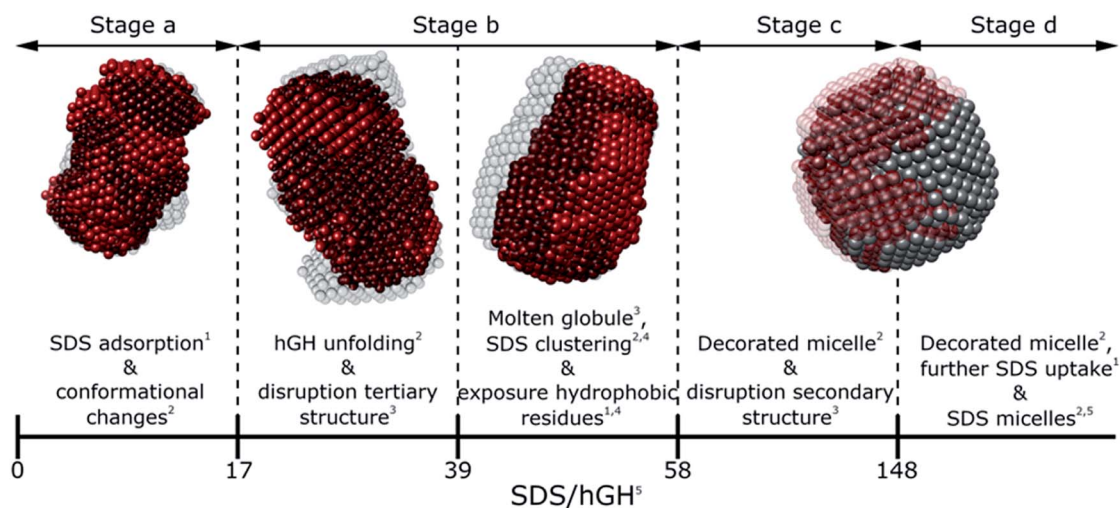 Stage a
Stage b
Stage c
Stage d
SDS adsorption¹
&
conformational
changes²
hGH unfolding²
&
disruption tertiary
structure³
Molten globule³,
SDS clustering²,⁴
&
exposure hydrophobic
residues¹,⁴
Decorated micelle²
&
disruption secondary
structure³
Decorated micelle²,
further SDS uptake¹
&
SDS micelles²,⁵
0
17
39
58
148
SDS/hGH⁵